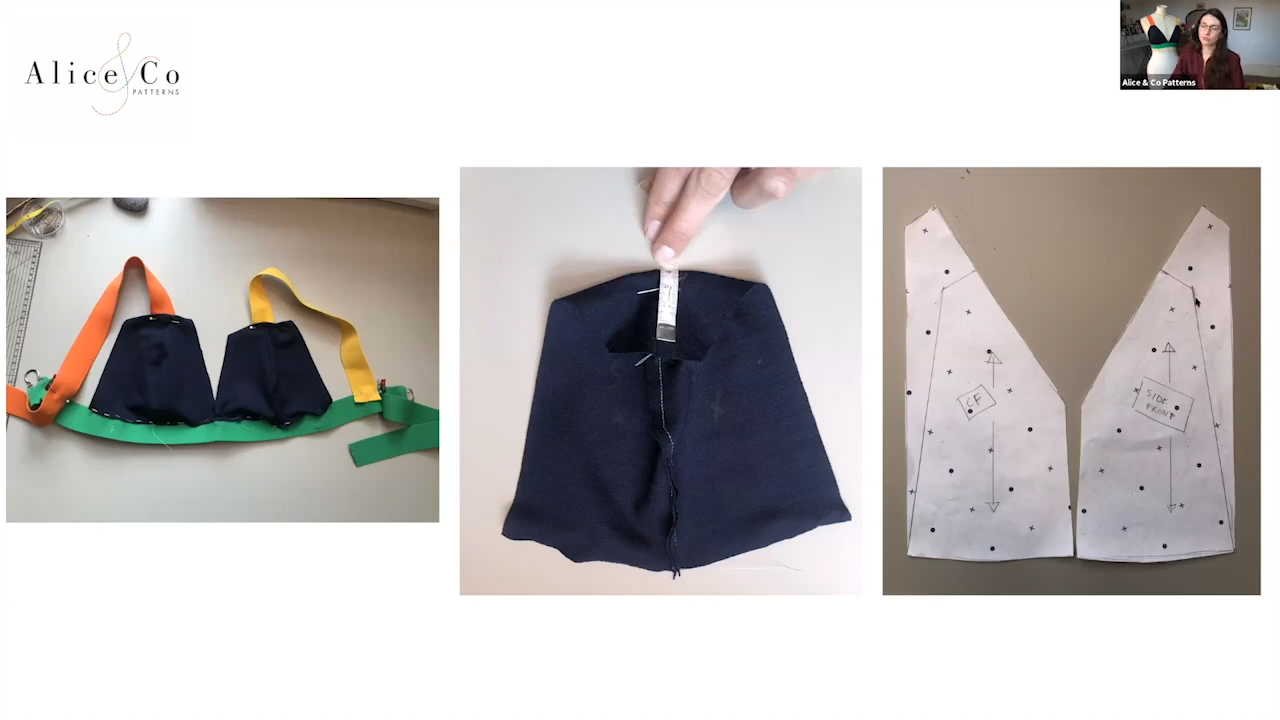 Alice & Co
PATTERNS
Alice & Co Patterns
CF
SIDE
FRONT